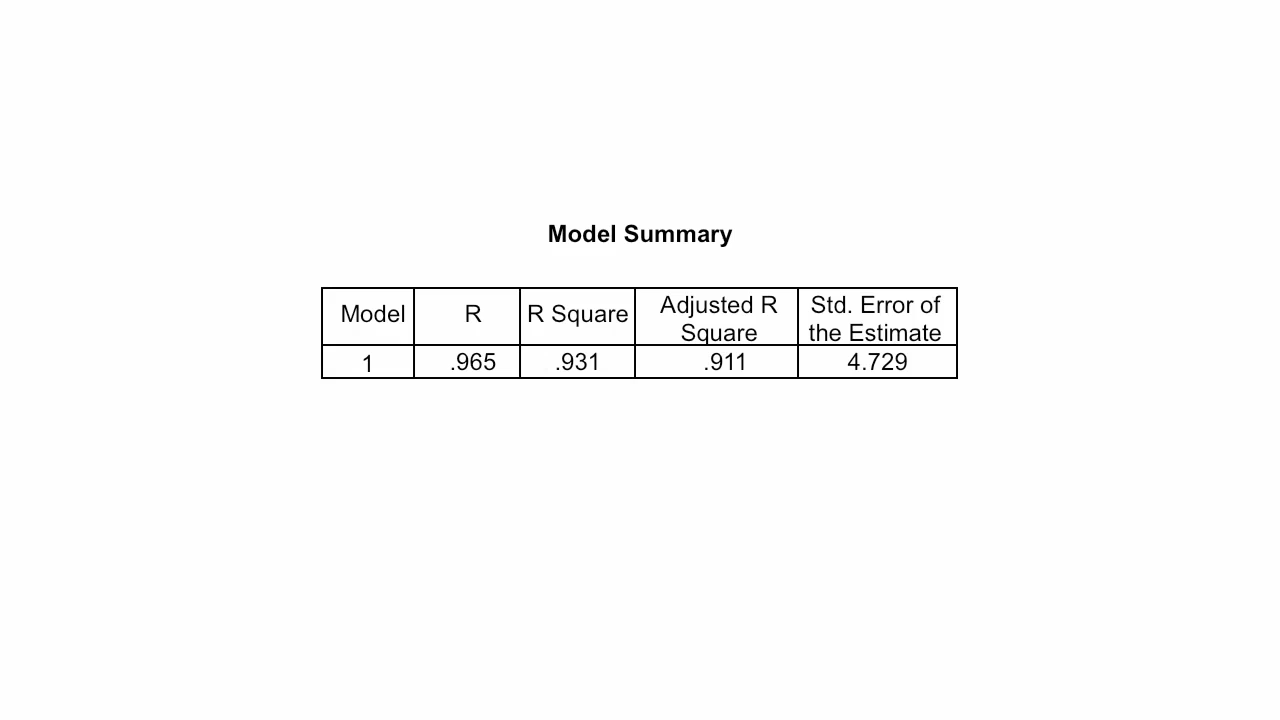 Model Summary
Model R R Square Adjusted R Square Std. Error of the Estimate
1 .965 .931 .911 4.729